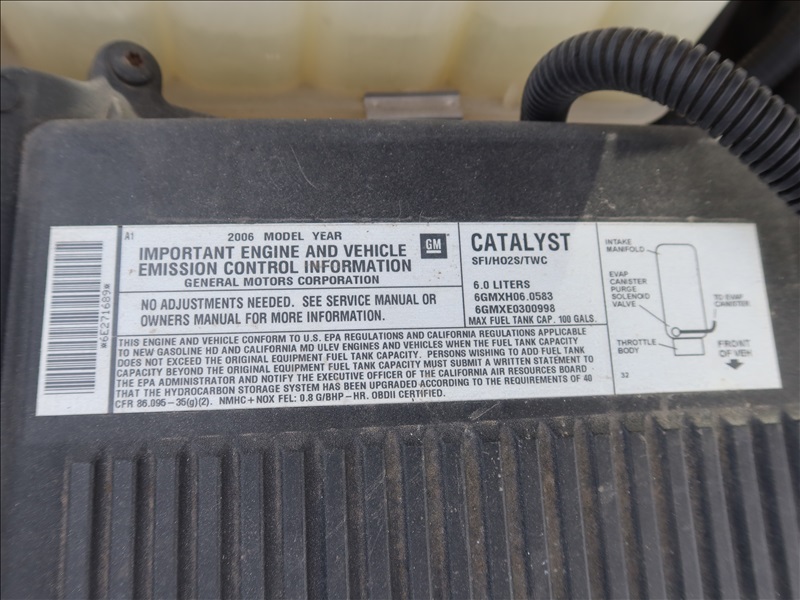 *6E271689*
A1
2006 MODEL YEAR
IMPORTANT ENGINE AND VEHICLE
EMISSION CONTROL INFORMATION
GENERAL MOTORS CORPORATION
GM
NO ADJUSTMENTS NEEDED. SEE SERVICE MANUAL OR
OWNERS MANUAL FOR MORE INFORMATION.
CATALYST
SFI/HO2S/TWC
6.0 LITERS
6GMXH06.0583
6GMXE0300998
MAX FUEL TANK CAP. 100 GALS.
THIS ENGINE AND VEHICLE CONFORM TO U.S. EPA REGULATIONS AND CALIFORNIA REGULATIONS APPLICABLE
TO NEW GASOLINE HD AND CALIFORNIA MD ULEV ENGINES AND VEHICLES WHEN THE FUEL TANK CAPACITY
DOES NOT EXCEED THE ORIGINAL EQUIPMENT FUEL TANK CAPACITY. PERSONS WISHING TO ADD FUEL TANK
CAPACITY BEYOND THE ORIGINAL EQUIPMENT FUEL TANK CAPACITY MUST SUBMIT A WRITTEN STATEMENT TO
THE EPA ADMINISTRATOR AND NOTIFY THE EXECUTIVE OFFICER OF THE CALIFORNIA AIR RESOURCES BOARD
THAT THE HYDROCARBON STORAGE SYSTEM HAS BEEN UPGRADED ACCORDING TO THE REQUIREMENTS OF 40
CFR 86.095-35(g)(2). NMHC+NOX FEL: 0.8 G/BHP-HR. OBDII CERTIFIED.
INTAKE
MANIFOLD
EVAP
CANISTER
PURGE
SOLENOID
VALVE
TO EVAP
CANISTER
THROTTLE
BODY
FRONT
OF VEH
32